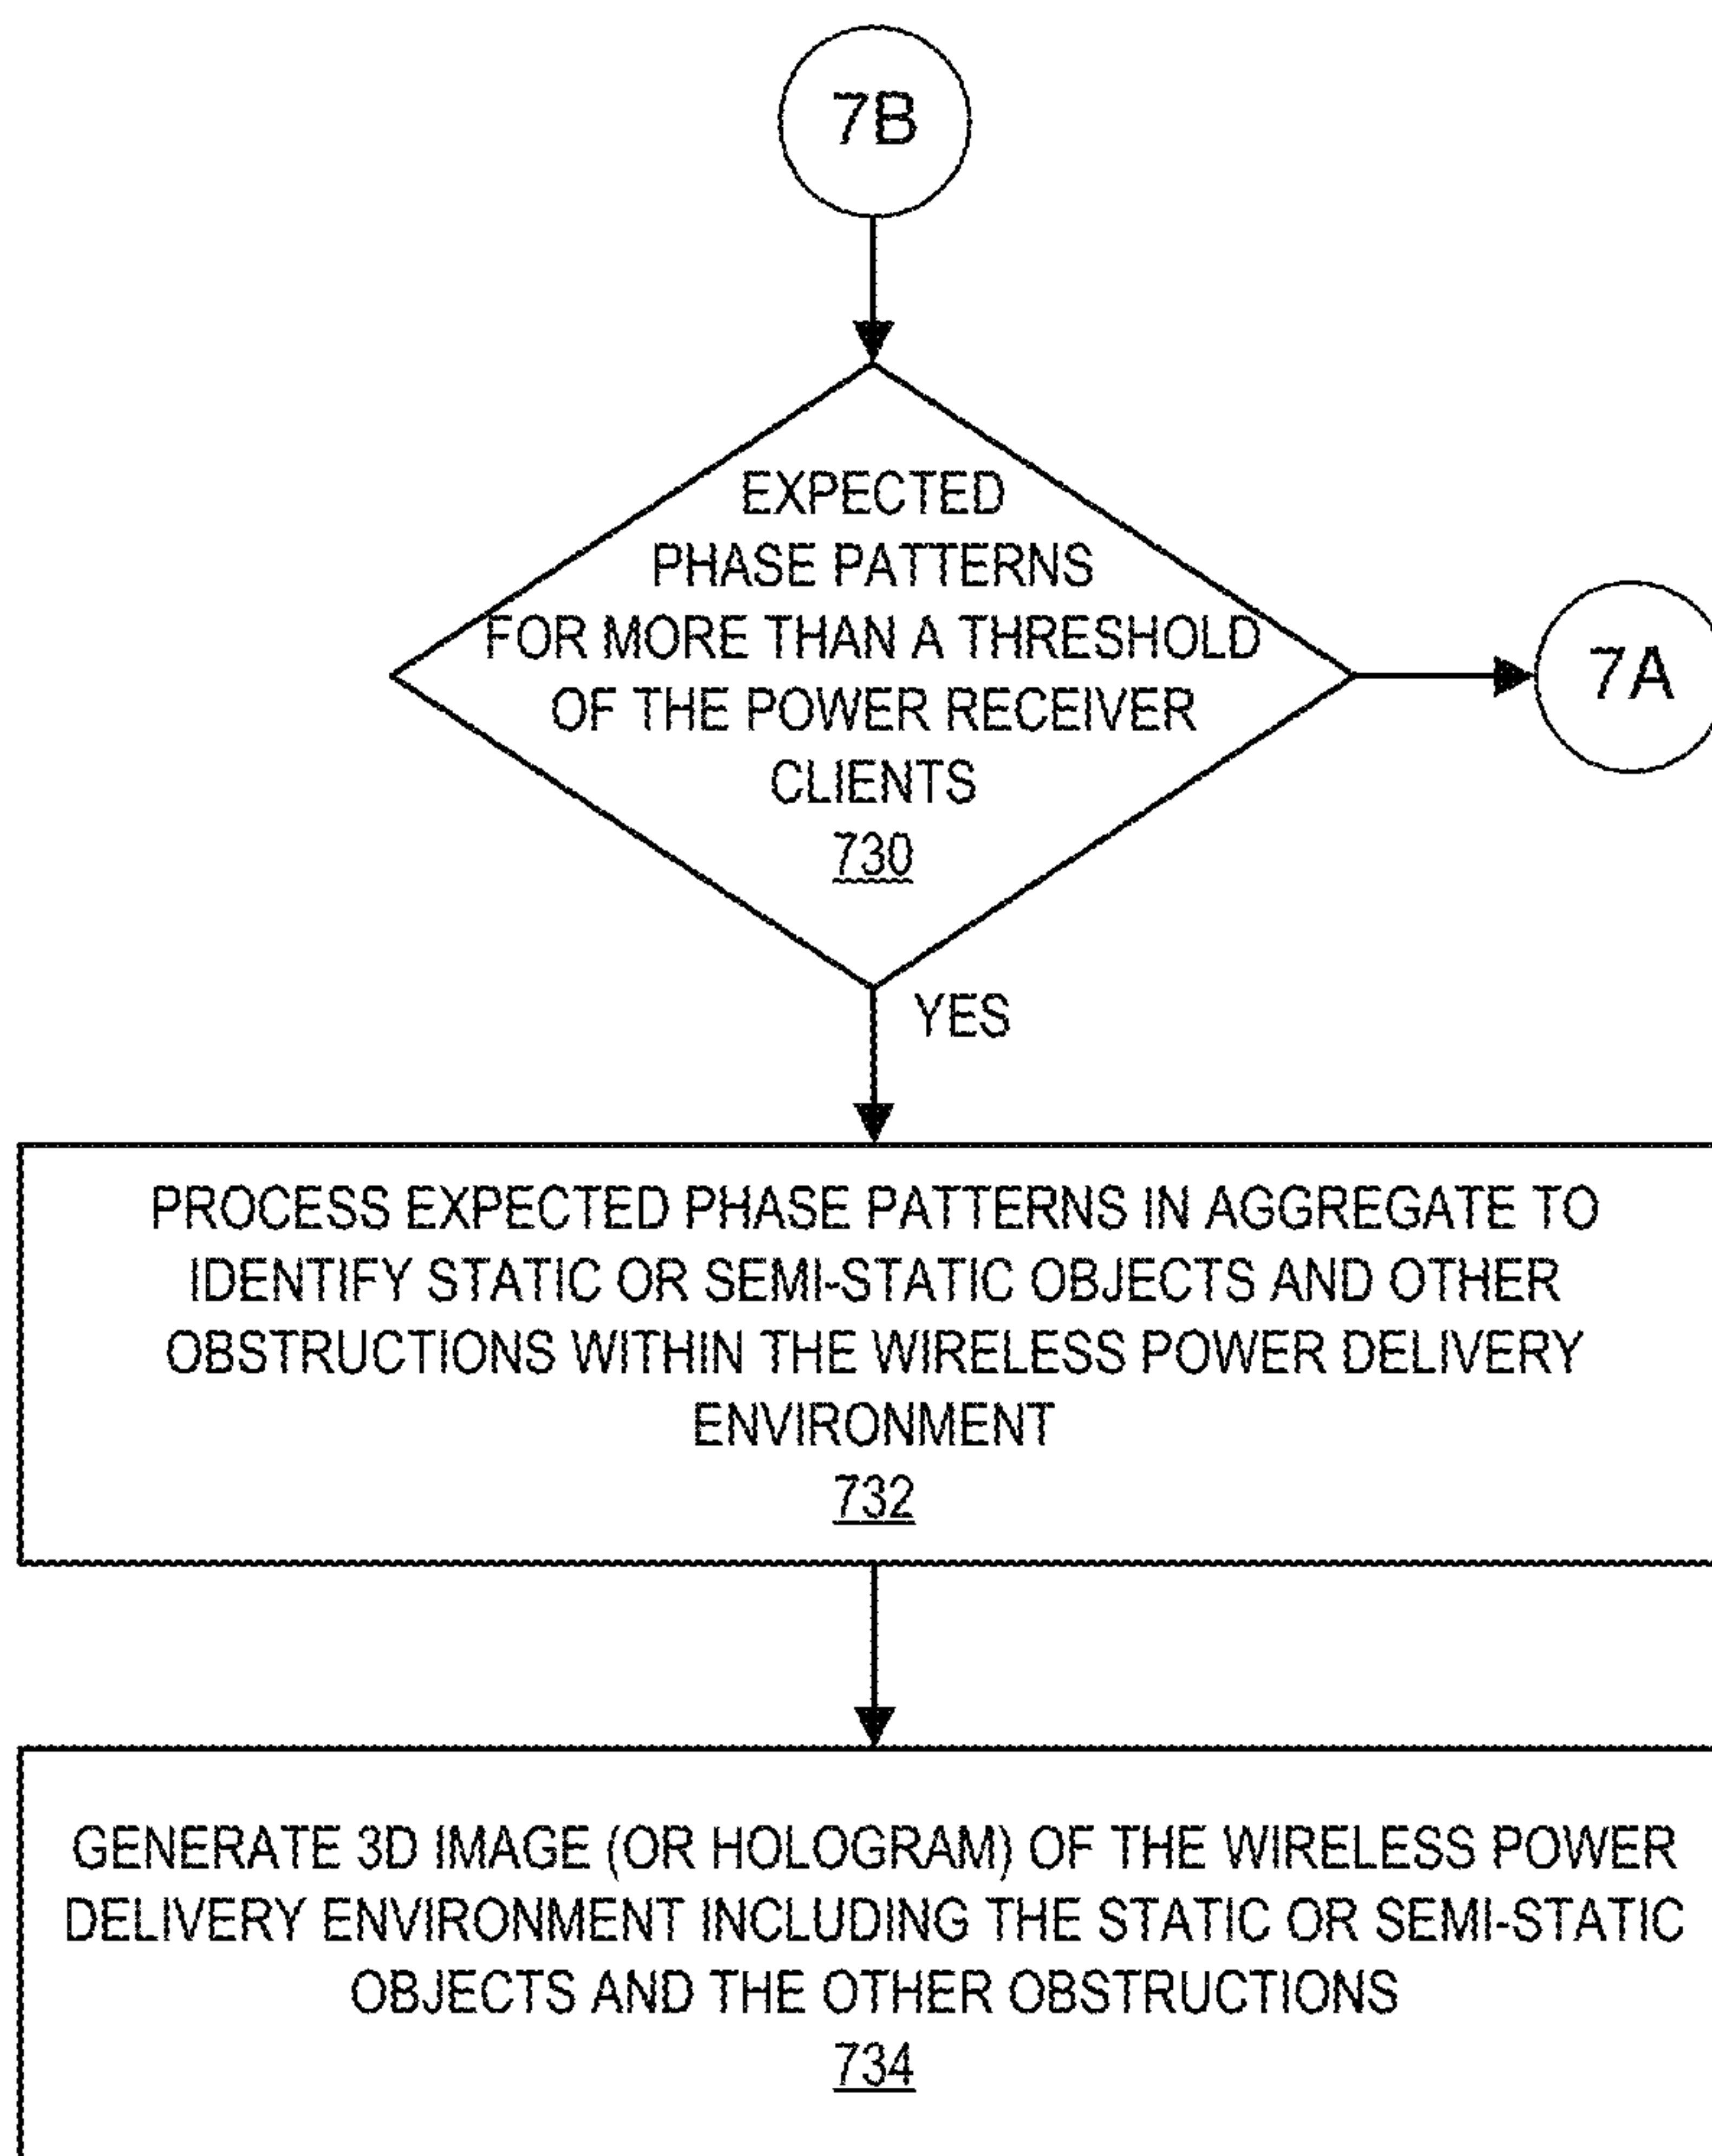 7B
EXPECTED
PHASE PATTERNS
FOR MORE THAN A THRESHOLD
OF THE POWER RECEIVER
CLIENTS
730
7A
YES
PROCESS EXPECTED PHASE PATTERNS IN AGGREGATE TO
IDENTIFY STATIC OR SEMI-STATIC OBJECTS AND OTHER
OBSTRUCTIONS WITHIN THE WIRELESS POWER DELIVERY
ENVIRONMENT
732
GENERATE 3D IMAGE (OR HOLOGRAM) OF THE WIRELESS POWER
DELIVERY ENVIRONMENT INCLUDING THE STATIC OR SEMI-STATIC
OBJECTS AND THE OTHER OBSTRUCTIONS
734